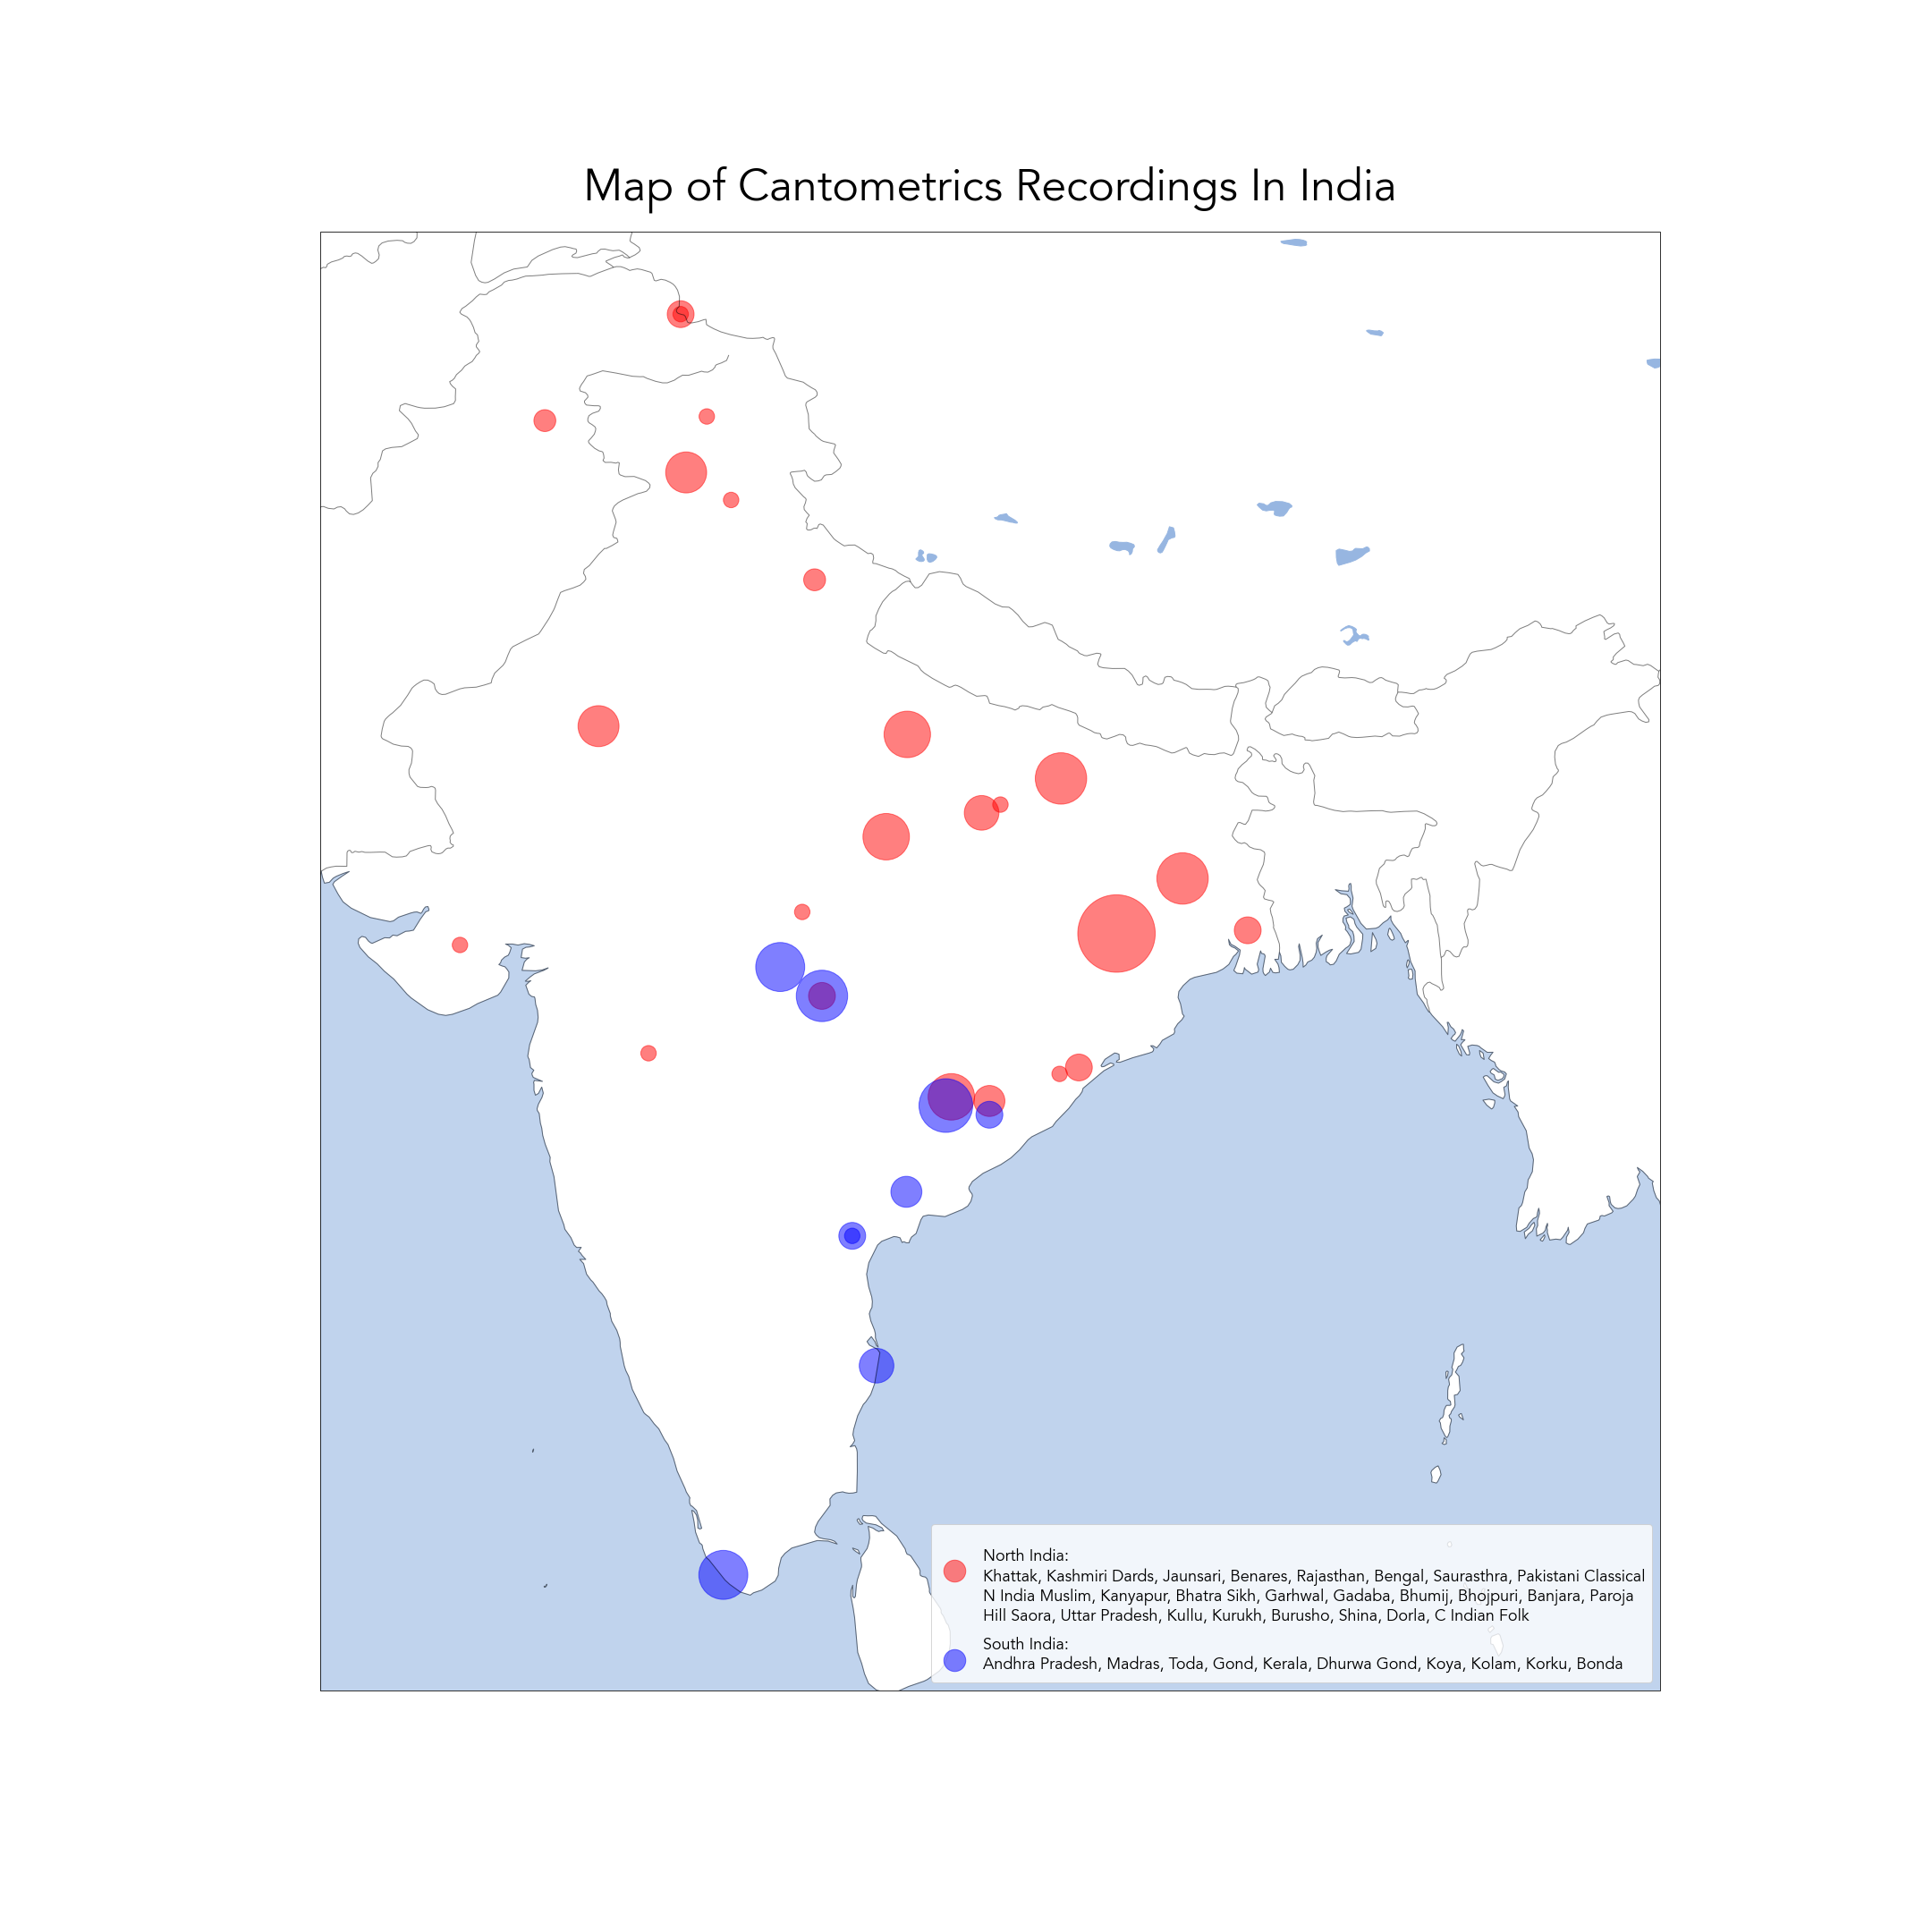 Map of Cantometrics Recordings In India
North India:
Khattak, Kashmiri Dards, Jaunsari, Benares, Rajasthan, Bengal, Saurasthra, Pakistani Classical
N India Muslim, Kanyapur, Bhatra Sikh, Garhwal, Gadaba, Bhumij, Bhojpuri, Banjara, Paroja
Hill Saora, Uttar Pradesh, Kullu, Kurukh, Burusho, Shina, Dorla, C Indian Folk
South India:
Andhra Pradesh, Madras, Toda, Gond, Kerala, Dhurwa Gond, Koya, Kolam, Korku, Bonda